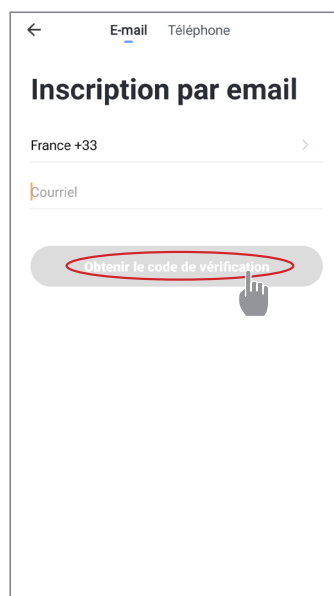 E-mail Téléphone
Inscription par email
France +33
Courriel
Obtenir le code de vérification